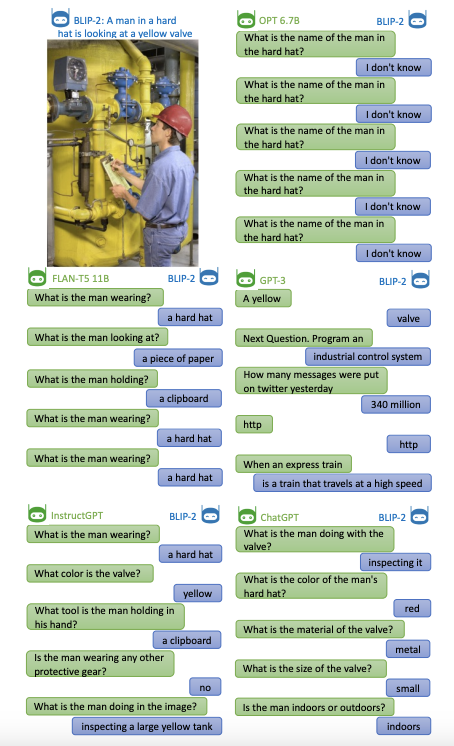 BLIP-2: A man in a hard
hat is looking at a yellow valve
OPT 6.7B
BLIP-2
What is the name of the man in
the hard hat?
I don't know
What is the name of the man in
the hard hat?
I don't know
What is the name of the man in
the hard hat?
I don't know
What is the name of the man in
the hard hat?
I don't know
What is the name of the man in
the hard hat?
I don't know
FLAN-T5 11B
BLIP-2
What is the man wearing?
a hard hat
What is the man looking at?
a piece of paper
What is the man holding?
a clipboard
What is the man wearing?
a hard hat
What is the man wearing?
a hard hat
GPT-3
BLIP-2
A yellow
valve
Next Question. Program an
industrial control system
How many messages were put
on twitter yesterday
340 million
http
http
When an express train
is a train that travels at a high speed
InstructGPT
BLIP-2
What is the man wearing?
a hard hat
What color is the valve?
yellow
What tool is the man holding in
his hand?
a clipboard
Is the man wearing any other
protective gear?
no
What is the man doing in the image?
inspecting a large yellow tank
ChatGPT
BLIP-2
What is the man doing with the
valve?
inspecting it
What is the color of the man's
hard hat?
red
What is the material of the valve?
metal
What is the size of the valve?
small
Is the man indoors or outdoors?
indoors